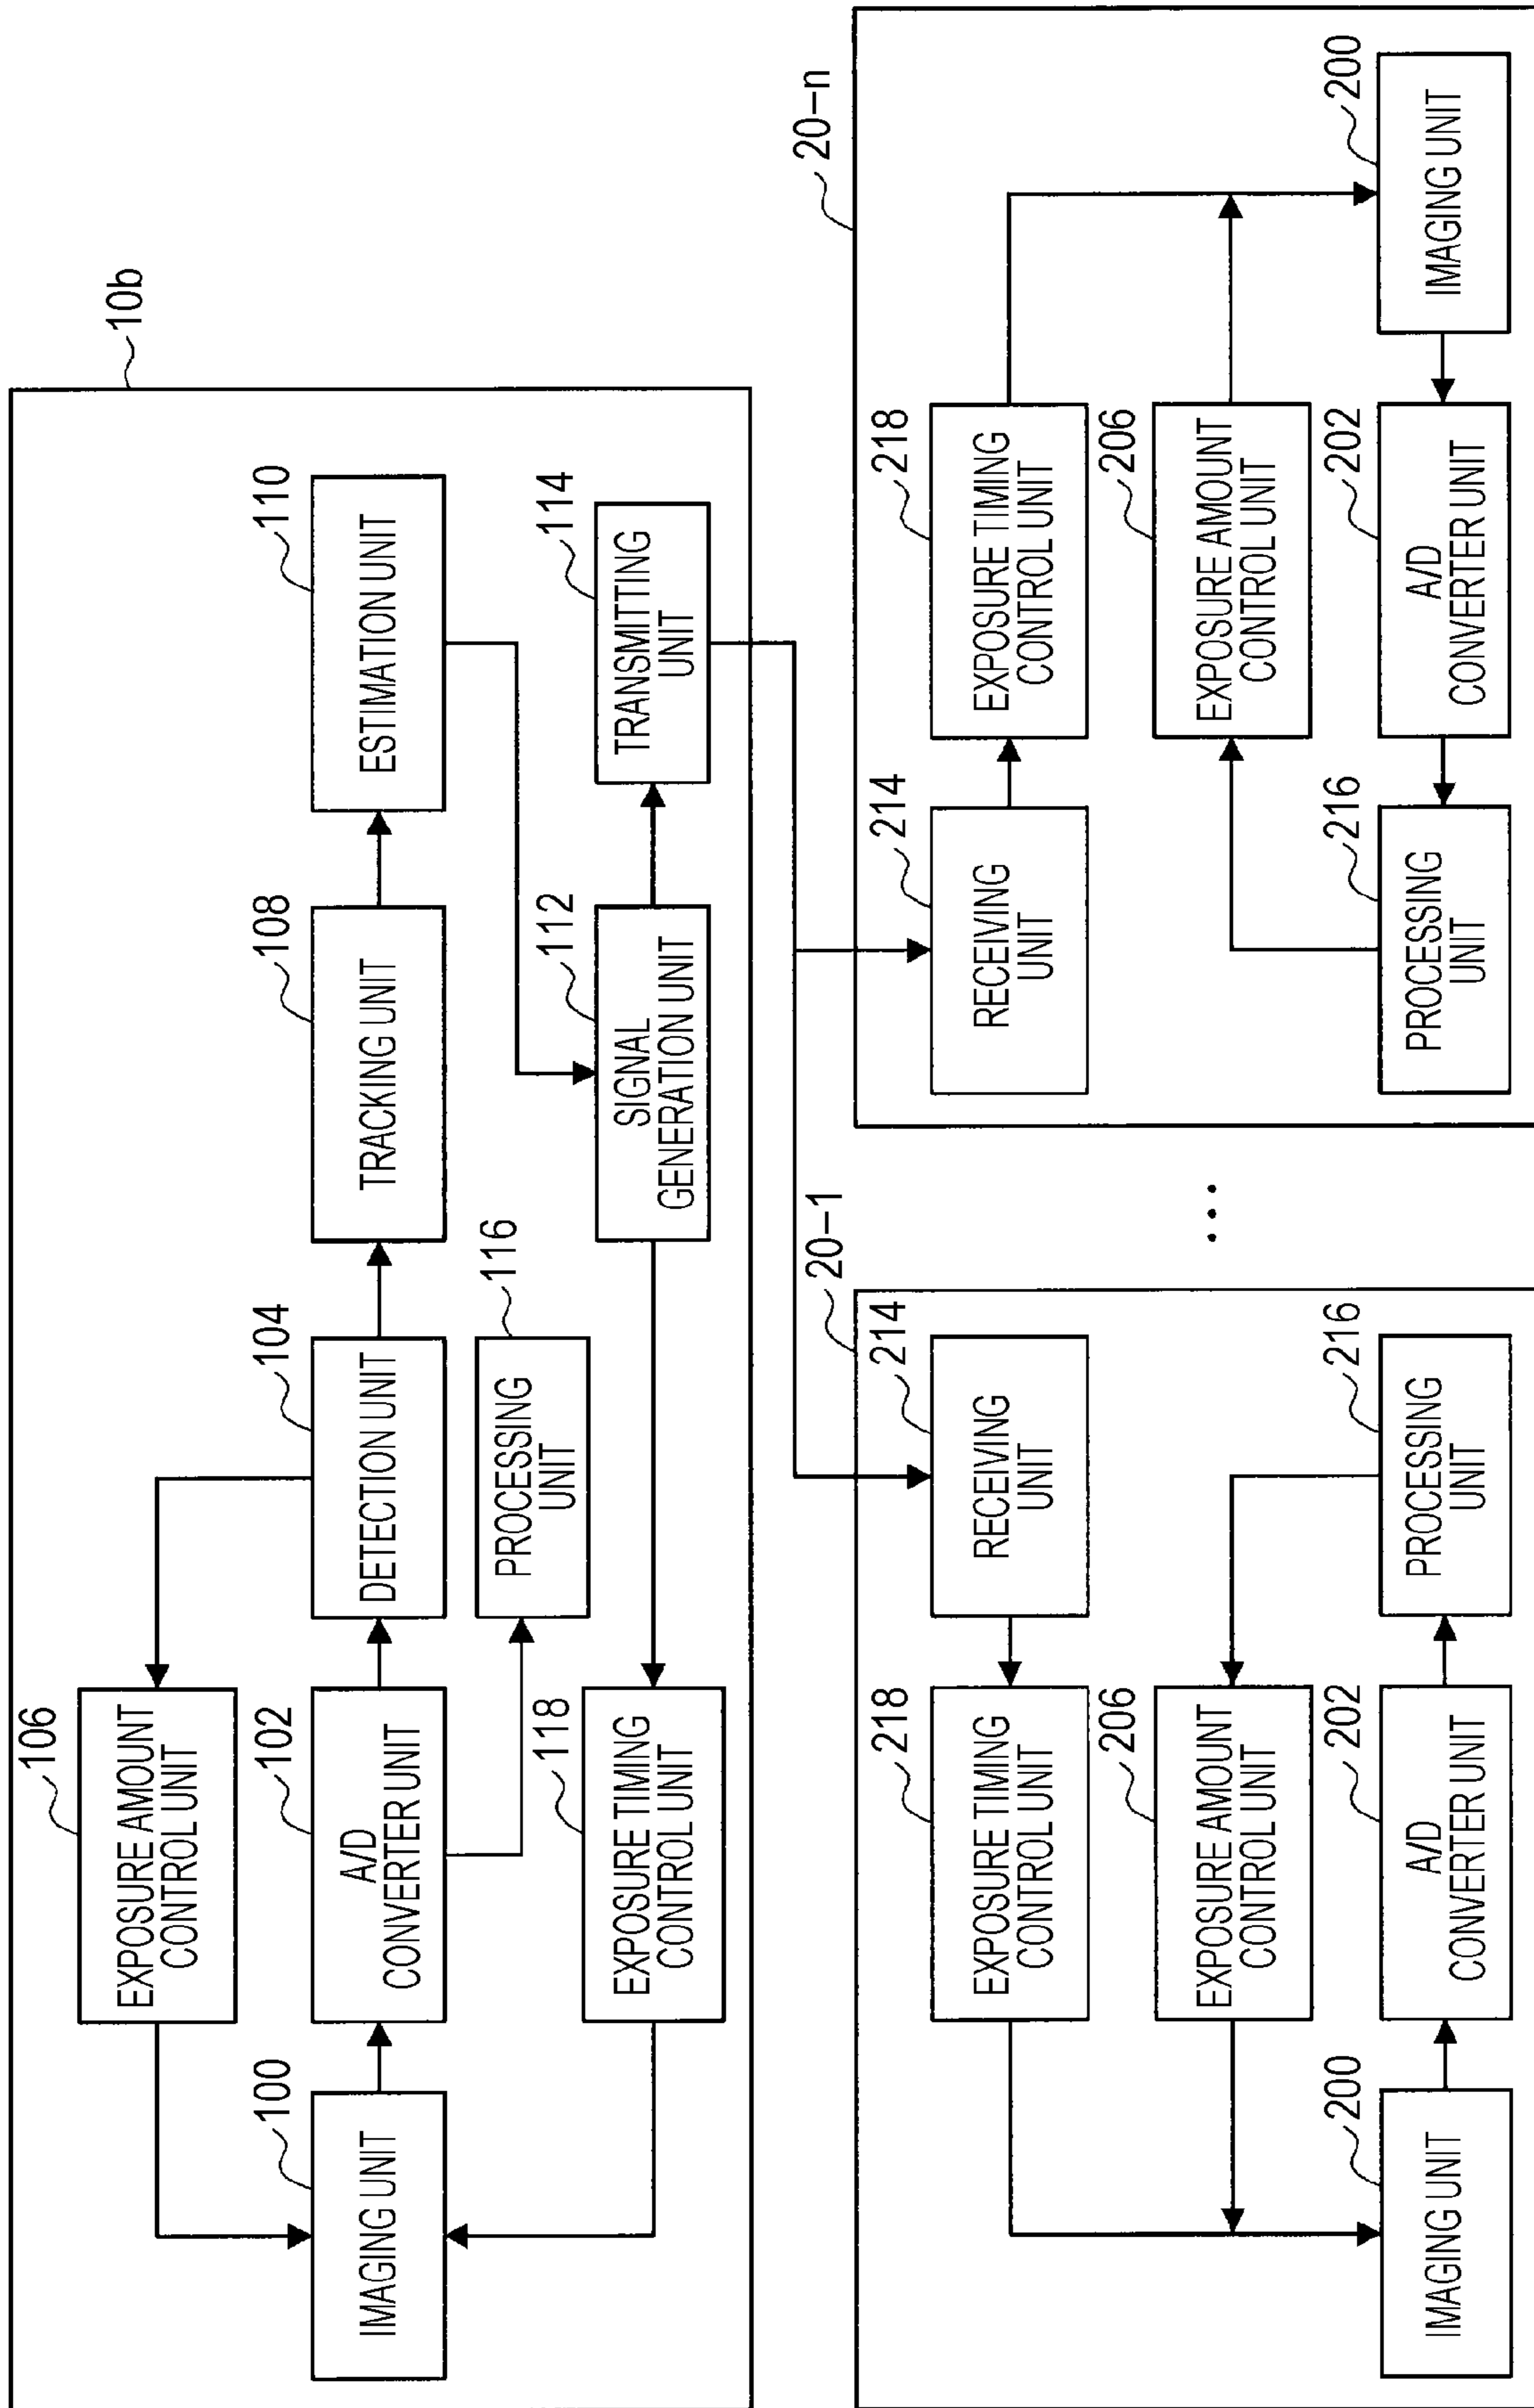 10b
106
EXPOSURE AMOUNT
CONTROL UNIT
100
IMAGING UNIT
102
A/D
CONVERTER UNIT
104
DETECTION UNIT
108
TRACKING UNIT
110
ESTIMATION UNIT
116
PROCESSING
UNIT
118
EXPOSURE TIMING
CONTROL UNIT
112
SIGNAL
GENERATION UNIT
114
TRANSMITTING
UNIT
20-1
218
EXPOSURE TIMING
CONTROL UNIT
214
RECEIVING
UNIT
206
EXPOSURE AMOUNT
CONTROL UNIT
200
IMAGING UNIT
202
A/D
CONVERTER UNIT
216
PROCESSING
UNIT
...
20-n
214
RECEIVING
UNIT
218
EXPOSURE TIMING
CONTROL UNIT
206
EXPOSURE AMOUNT
CONTROL UNIT
216
PROCESSING
UNIT
202
A/D
CONVERTER UNIT
200
IMAGING UNIT